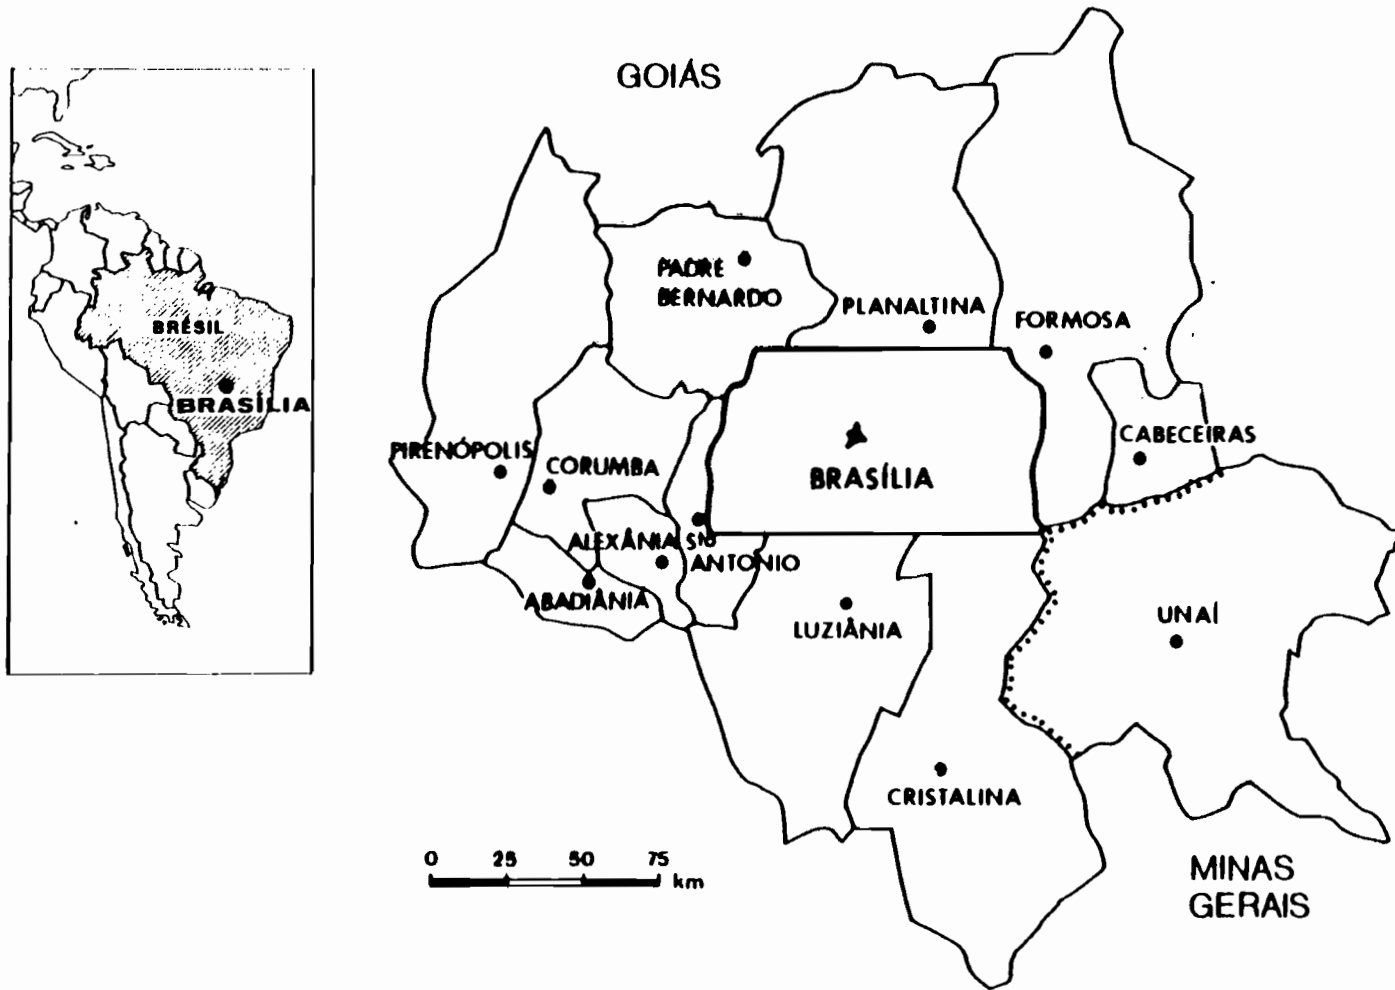 GOIÁS
BRÉSIL
BRASÍLIA
PADRE
BERNARDO
PLANALTINA
FORMOSA
CABECEIRAS
PIRENÓPOLIS
CORUMBA
BRASÍLIA
ALEXÂNIA
STO
ANTONIO
ABADIÂNIA
LUZIÂNIA
UNAÍ
CRISTALINA
0 25 50 75
km
MINAS
GERAIS